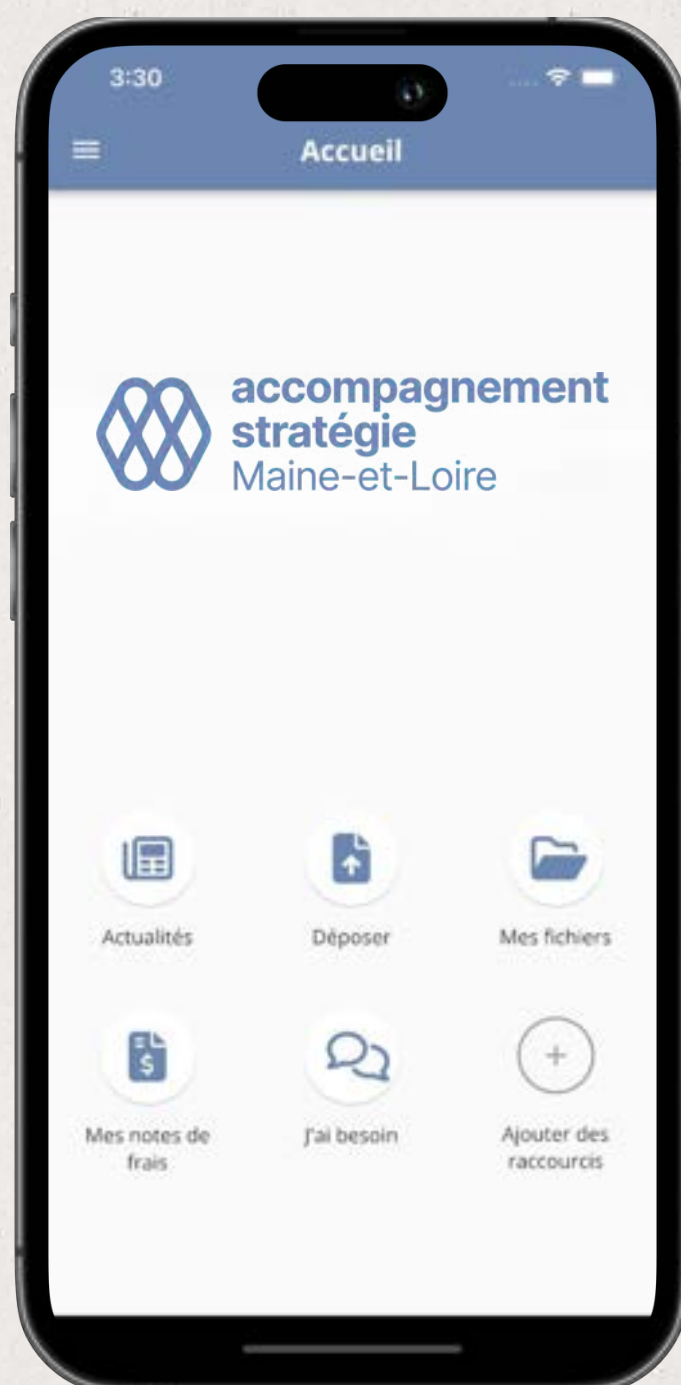 3:30
Accueil
accompagnement
stratégie
Maine-et-Loire
Actualités
Déposer
Mes fichiers
$
Mes notes de
frais
J'ai besoin
+
Ajouter des
raccourcis